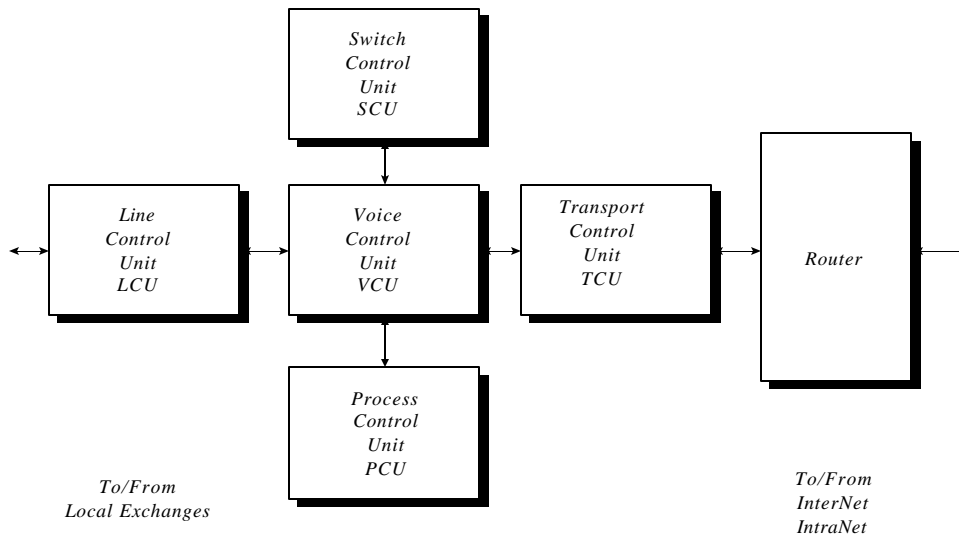 Switch
Control
Unit
SCU
Line
Control
Unit
LCU
Voice
Control
Unit
VCU
Transport
Control
Unit
TCU
Router
Process
Control
Unit
PCU
To/From
Local Exchanges
To/From
InterNet
IntraNet